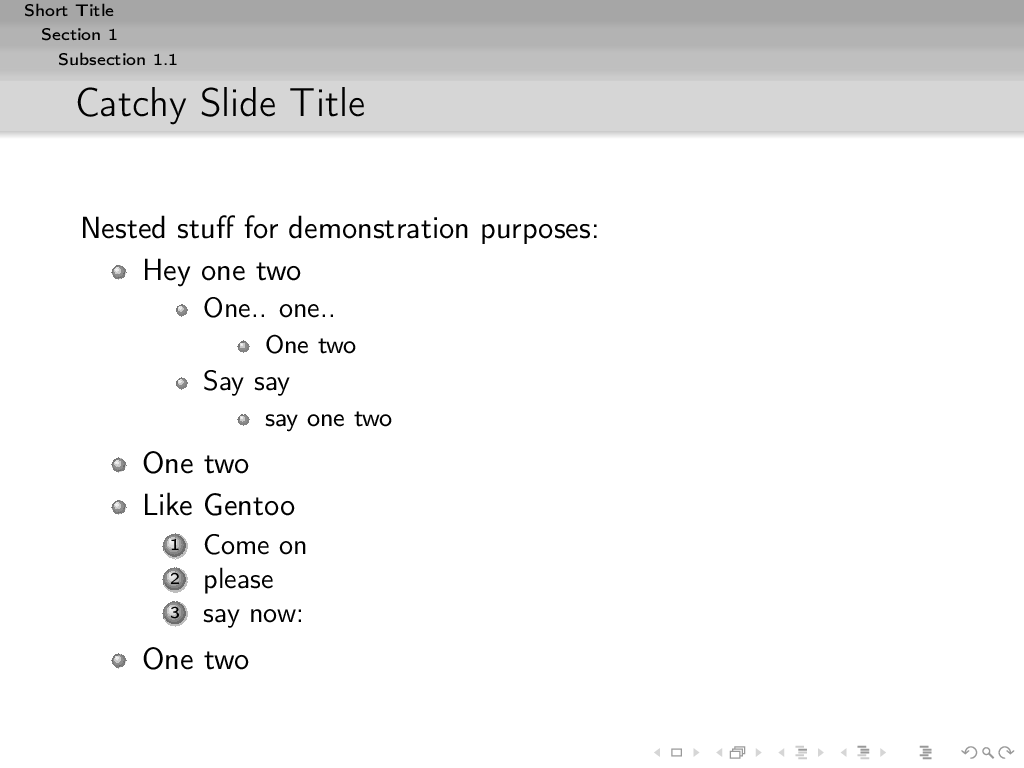 Short Title
Section 1
Subsection 1.1
Catchy Slide Title
Nested stuff for demonstration purposes:
Hey one two
One.. one..
One two
Say say
say one two
One two
Like Gentoo
1 Come on
2 please
3 say now:
One two